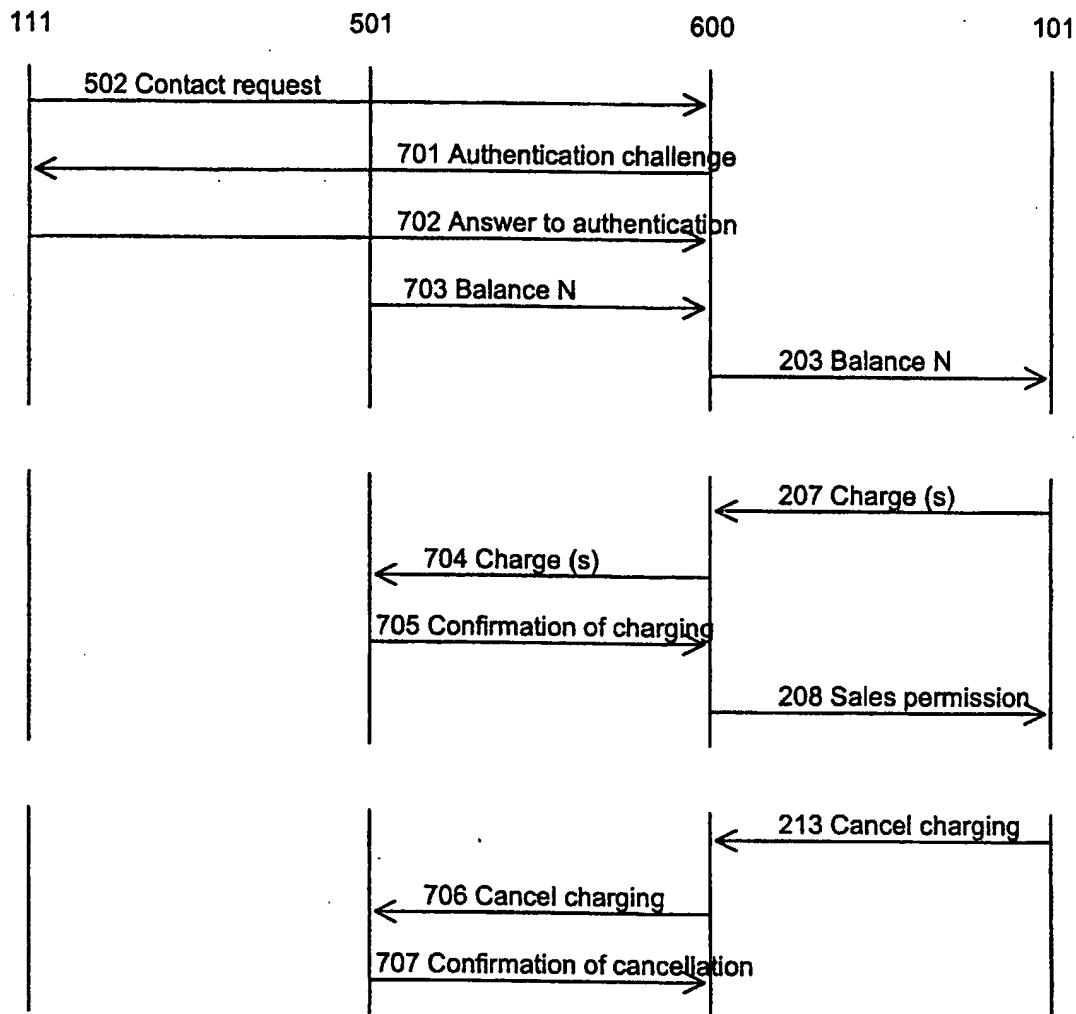 111 501 600 101
502 Contact request
701 Authentication challenge
702 Answer to authentication
703 Balance N
203 Balance N
207 Charge (s)
704 Charge (s)
705 Confirmation of charging
208 Sales permission
213 Cancel charging
706 Cancel charging
707 Confirmation of cancellation